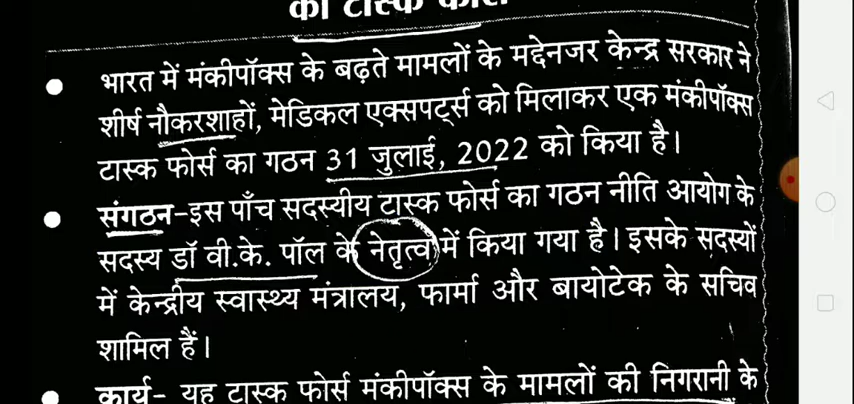 की टास्क फोर्स
भारत में मंकीपॉक्स के बढ़ते मामलों के मद्देनजर केन्द्र सरकार ने
शीर्ष नौकरशाहों, मेडिकल एक्सपर्ट्स को मिलाकर एक मंकीपॉक्स
टास्क फोर्स का गठन 31 जुलाई, 2022 को किया है।
संगठन-इस पाँच सदस्यीय टास्क फोर्स का गठन नीति आयोग के
सदस्य डॉ वी.के. पॉल के नेतृत्व में किया गया है। इसके सदस्यों
में केन्द्रीय स्वास्थ्य मंत्रालय, फार्मा और बायोटेक के सचिव
शामिल हैं।
कार्य- यह टास्क फोर्स मंकीपॉक्स के मामलों की निगरानी के